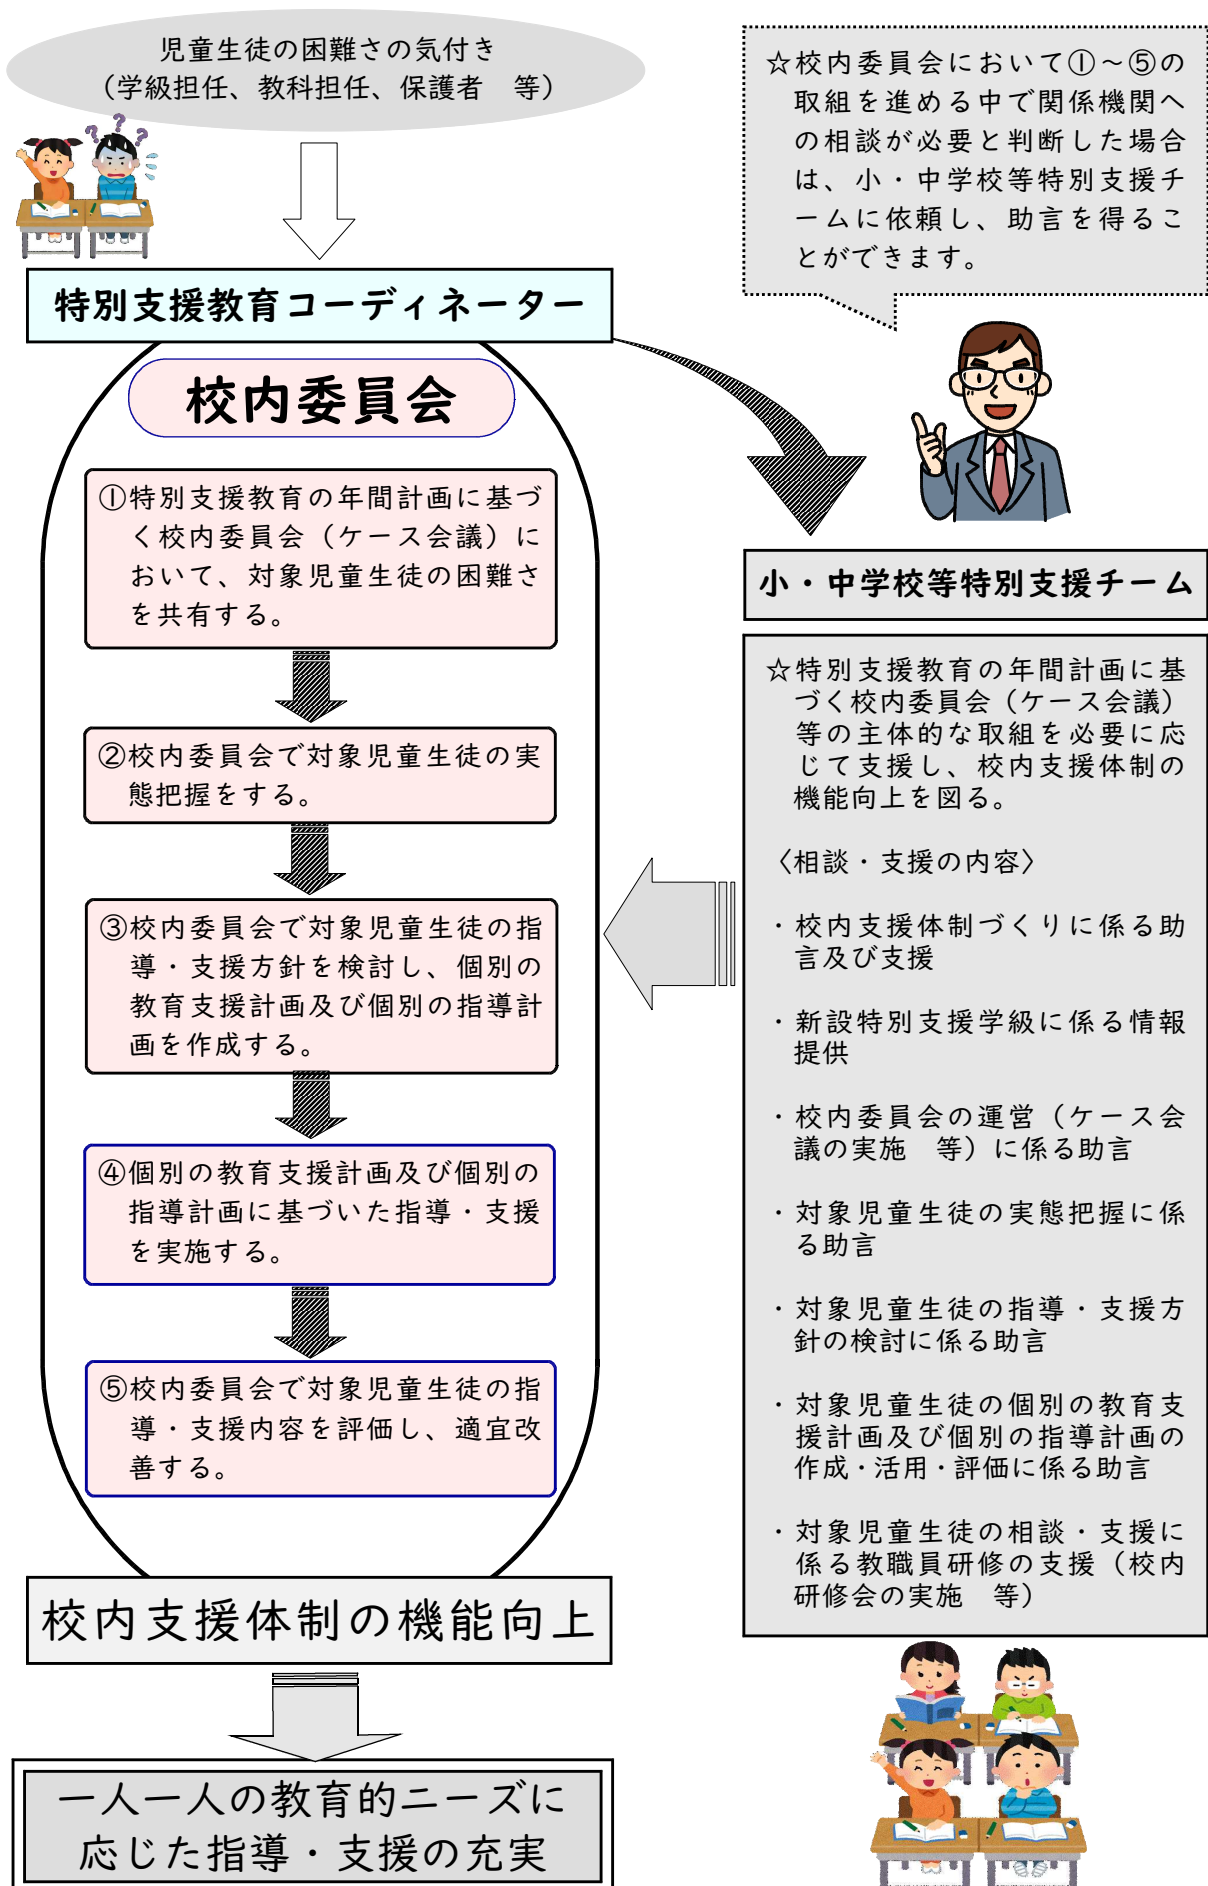 児童生徒の困難さの気付き
(学級担任、教科担任、保護者　等)
???
特別支援教育コーディネーター
校内委員会
①特別支援教育の年間計画に基づ
く校内委員会（ケース会議）に
おいて、対象児童生徒の困難さ
を共有する。
②校内委員会で対象児童生徒の実
態把握をする。
③校内委員会で対象児童生徒の指
導・支援方針を検討し、個別の
教育支援計画及び個別の指導計
画を作成する。
④個別の教育支援計画及び個別の
指導計画に基づいた指導・支援
を実施する。
⑤校内委員会で対象児童生徒の指
導・支援内容を評価し、適宜改
善する。
校内支援体制の機能向上
一人一人の教育的ニーズに
応じた指導・支援の充実
☆校内委員会において①～⑤の
取組を進める中で関係機関へ
の相談が必要と判断した場合
は、小・中学校等特別支援チ
ームに依頼し、助言を得るこ
とができます。
小・中学校等特別支援チーム
☆特別支援教育の年間計画に基
づく校内委員会（ケース会議）
等の主体的な取組を必要に応
じて支援し、校内支援体制の
機能向上を図る。
〈相談・支援の内容〉
・校内支援体制づくりに係る助
言及び支援
・新設特別支援学級に係る情報
提供
・校内委員会の運営（ケース会
議の実施　等）に係る助言
・対象児童生徒の実態把握に係
る助言
・対象児童生徒の指導・支援方
針の検討に係る助言
・対象児童生徒の個別の教育支
援計画及び個別の指導計画の
作成・活用・評価に係る助言
・対象児童生徒の相談・支援に
係る教職員研修の支援（校内
研修会の実施　等）